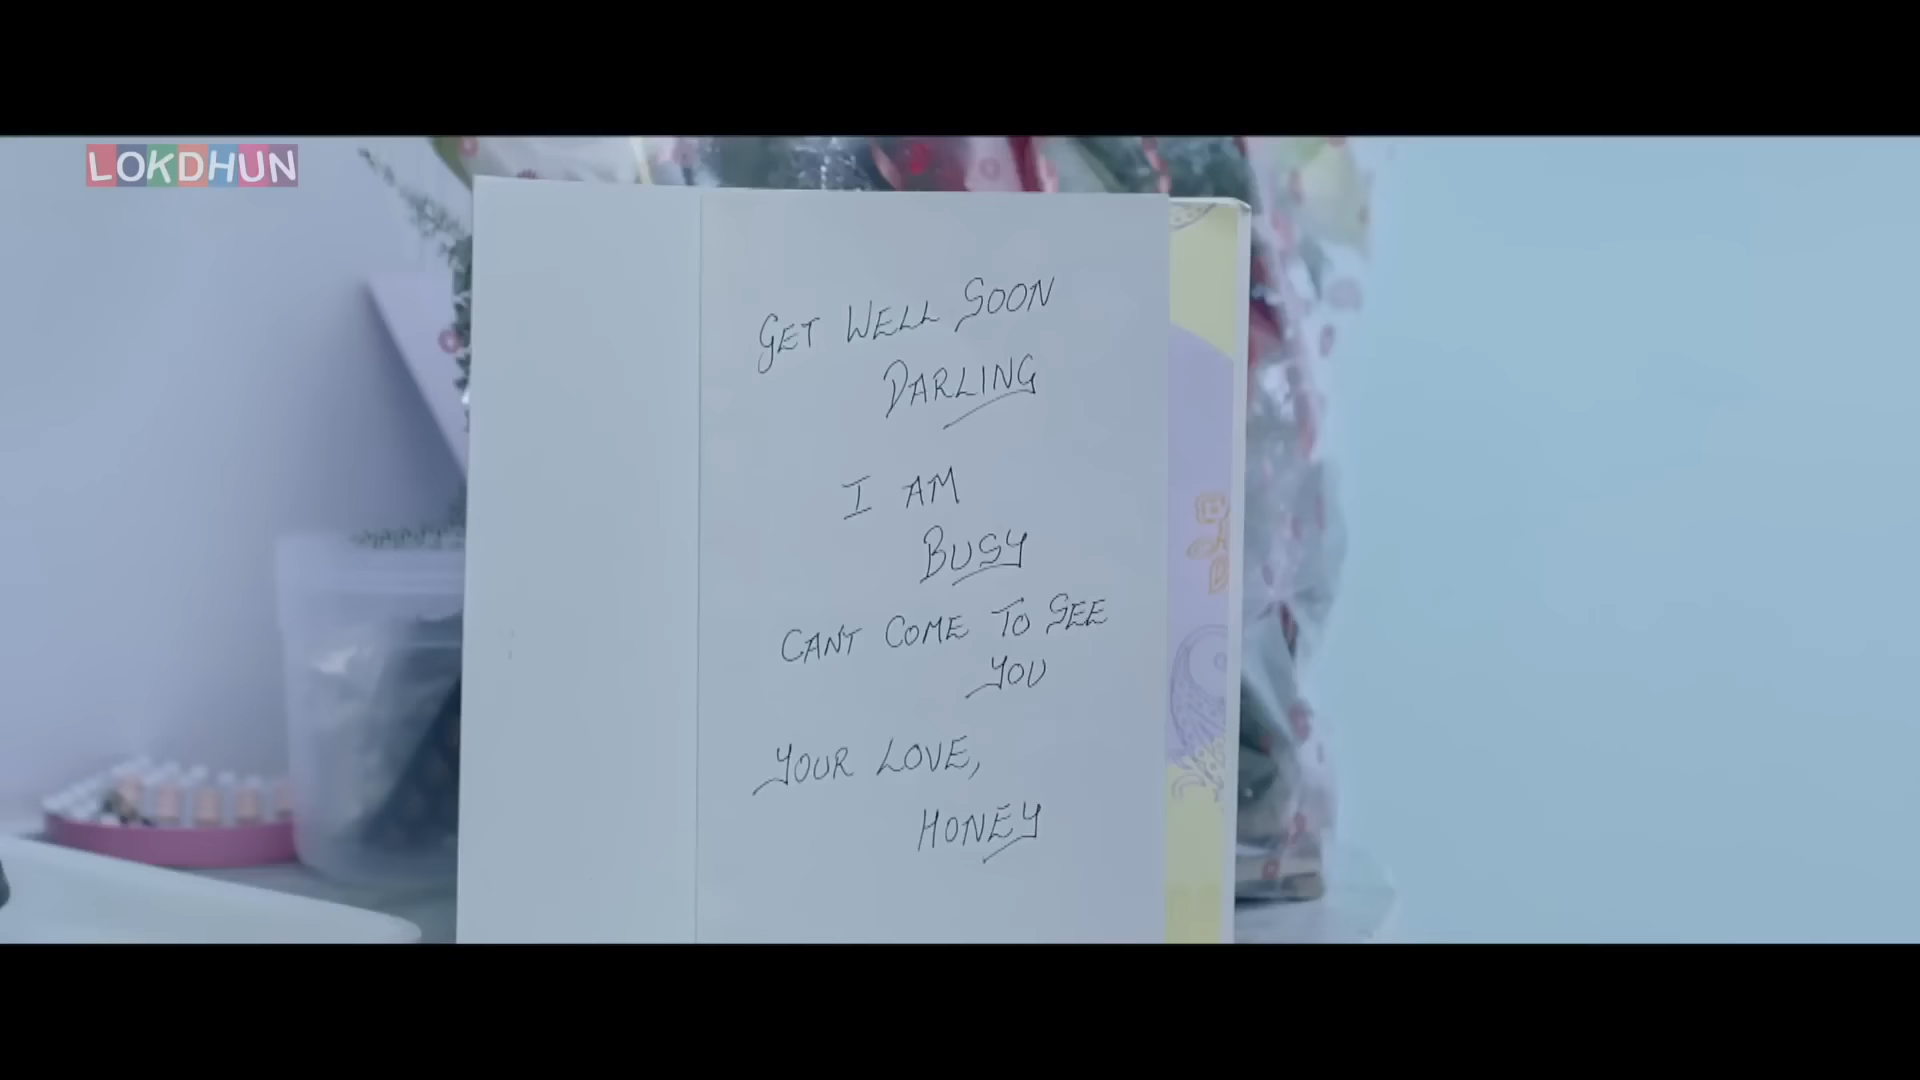 LOKDHUN
GET WELL SOON
DARLING
I AM
BUSY
CANT COME TO SEE
YOU
YOUR LOVE,
HONEY